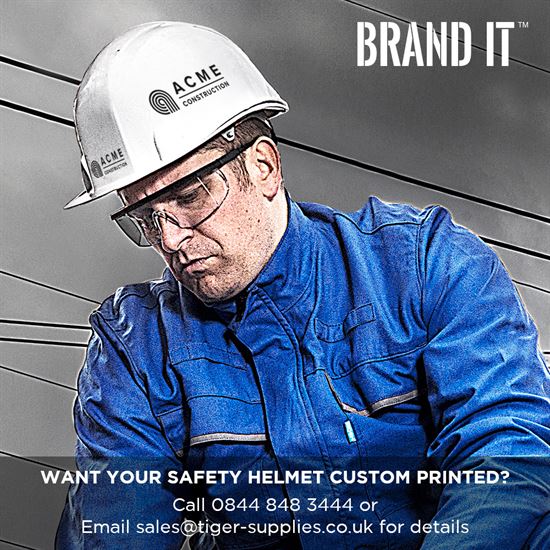 BRAND IT™
ACME
CONSTRUCTION
ACME
CONSTRUCTION
WANT YOUR SAFETY HELMET CUSTOM PRINTED?
Call 0844 848 3444 or
Email sales@tiger-supplies.co.uk for details